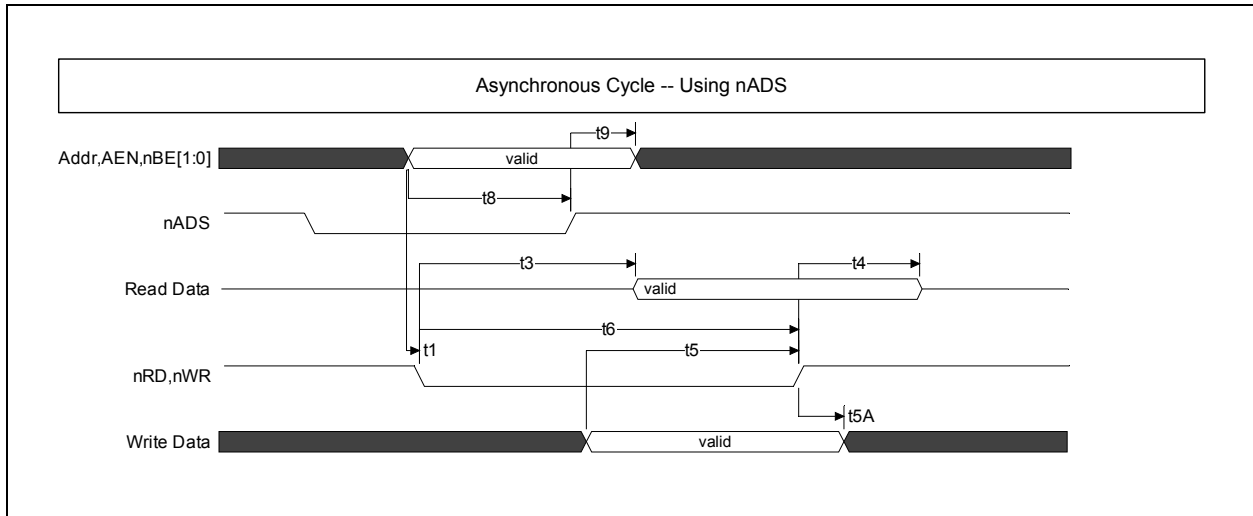 Asynchronous Cycle -- Using nADS
t9
Addr,AEN,nBE[1:0]
valid
t8
nADS
t3
t4
Read Data
valid
t6
t1
t5
nRD,nWR
t5A
Write Data
valid